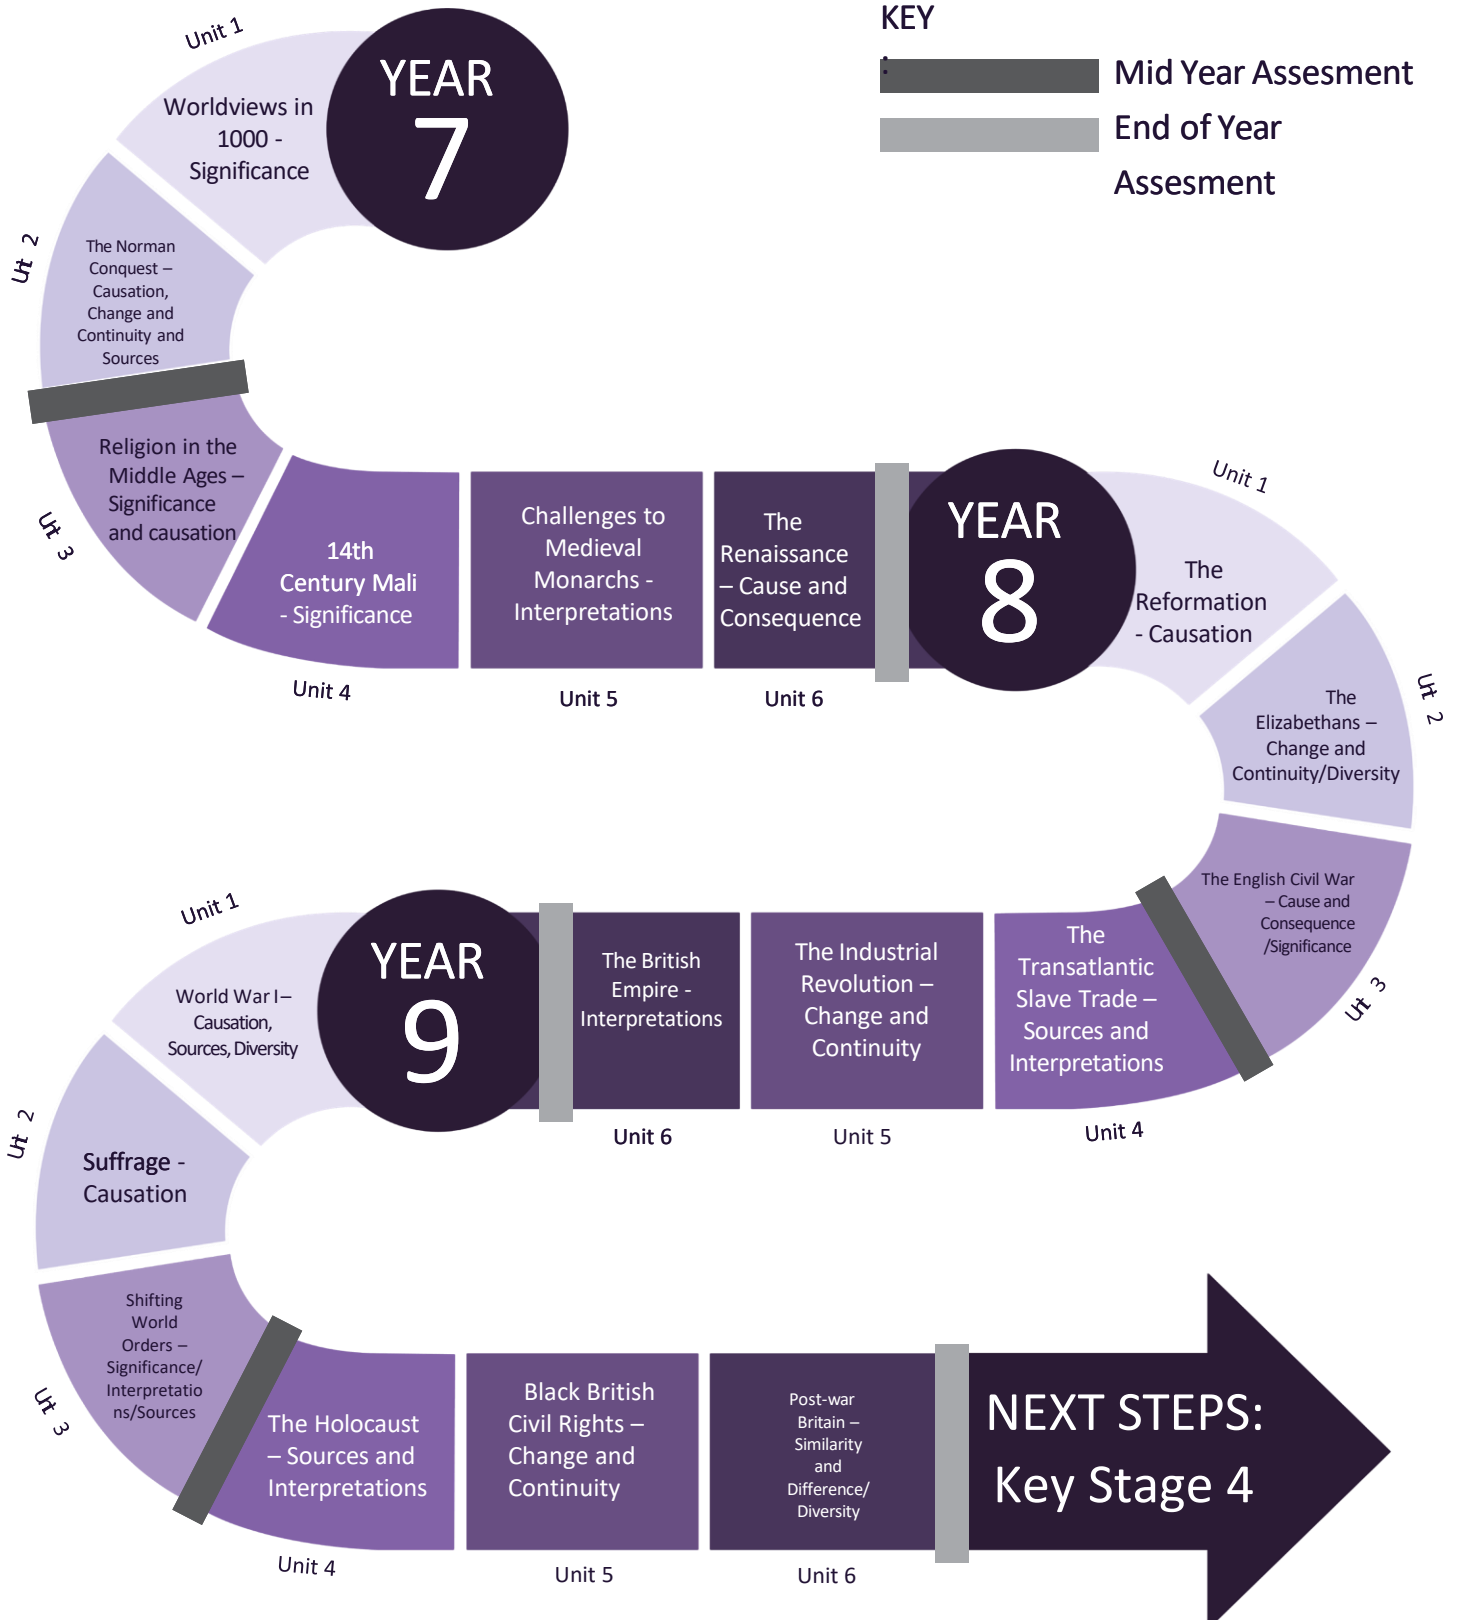 KEY
:
Mid Year Assesment
End of Year
Assesment
YEAR
7
Unit 1
Worldviews in
1000 -
Significance
Unit 2
The Norman
Conquest –
Causation,
Change and
Continuity and
Sources
Unit 3
Religion in the
Middle Ages –
Significance
and causation
Unit 4
14th
Century Mali
- Significance
Unit 5
Challenges to
Medieval
Monarchs -
Interpretations
Unit 6
The
Renaissance
– Cause and
Consequence
YEAR
8
Unit 1
The
Reformation
- Causation
Unit 2
The
Elizabethans –
Change and
Continuity/Diversity
Unit 3
The English Civil War
– Cause and
Consequence
/Significance
Unit 4
The
Transatlantic
Slave Trade –
Sources and
Interpretations
Unit 5
The Industrial
Revolution –
Change and
Continuity
Unit 6
The British
Empire -
Interpretations
YEAR
9
Unit 1
World War I–
Causation,
Sources, Diversity
Unit 2
Suffrage -
Causation
Unit 3
Shifting
World
Orders –
Significance/
Interpretatio
ns/Sources
Unit 4
The Holocaust
– Sources and
Interpretations
Unit 5
Black British
Civil Rights –
Change and
Continuity
Unit 6
Post-war
Britain –
Similarity
and
Difference/
Diversity
NEXT STEPS:
Key Stage 4